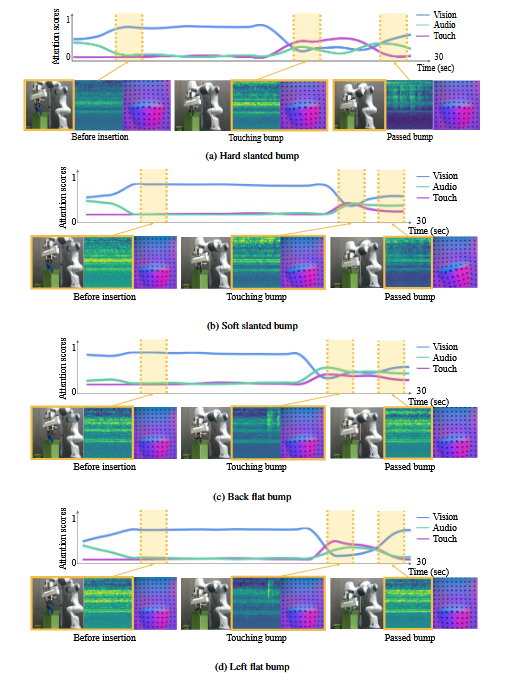 Attention scores
1
0
Vision
Audio
Touch
30
Time (sec)
Before insertion Touching bump Passed bump
(a) Hard slanted bump
Attention scores
1
0
Vision
Audio
Touch
30
Time (sec)
Before insertion Touching bump Passed bump
(b) Soft slanted bump
Attention scores
1
0
Vision
Audio
Touch
30
Time (sec)
Before insertion Touching bump Passed bump
(c) Back flat bump
Attention scores
1
0
Vision
Audio
Touch
30
Time (sec)
Before insertion Touching bump Passed bump
(d) Left flat bump